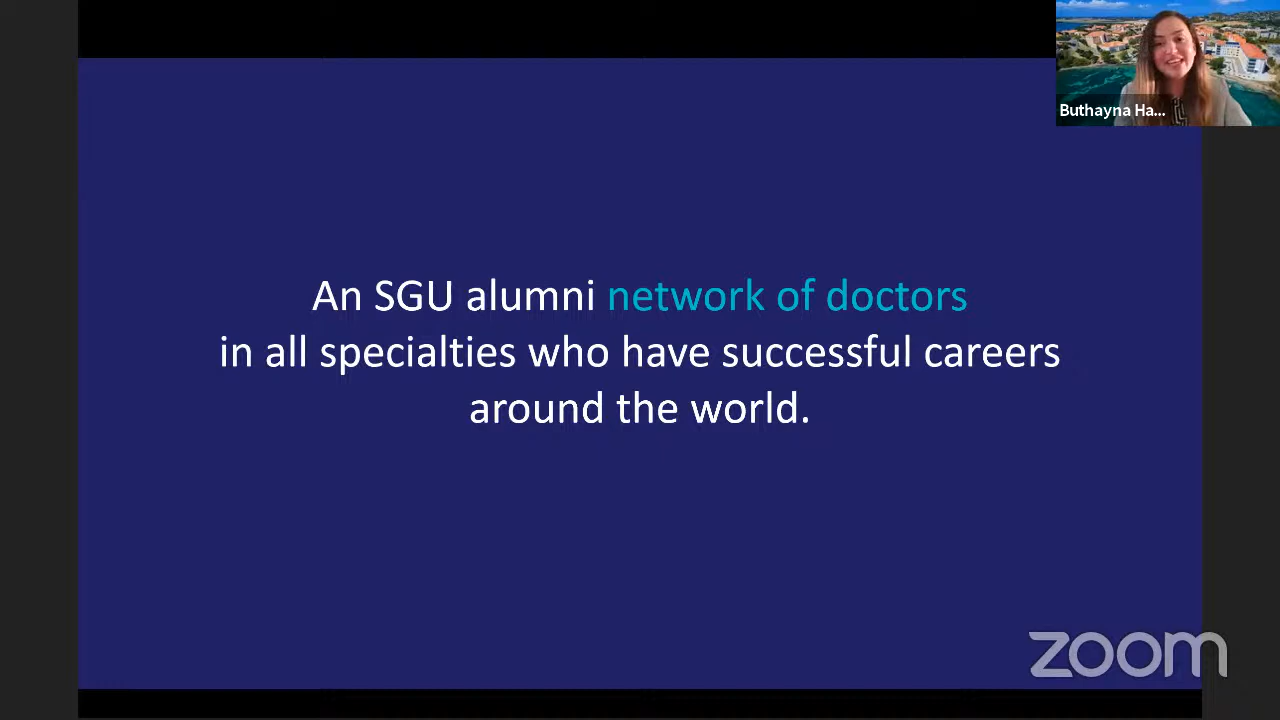 Buthayna Ha...
An SGU alumni network of doctors
in all specialties who have successful careers
around the world.
zoom